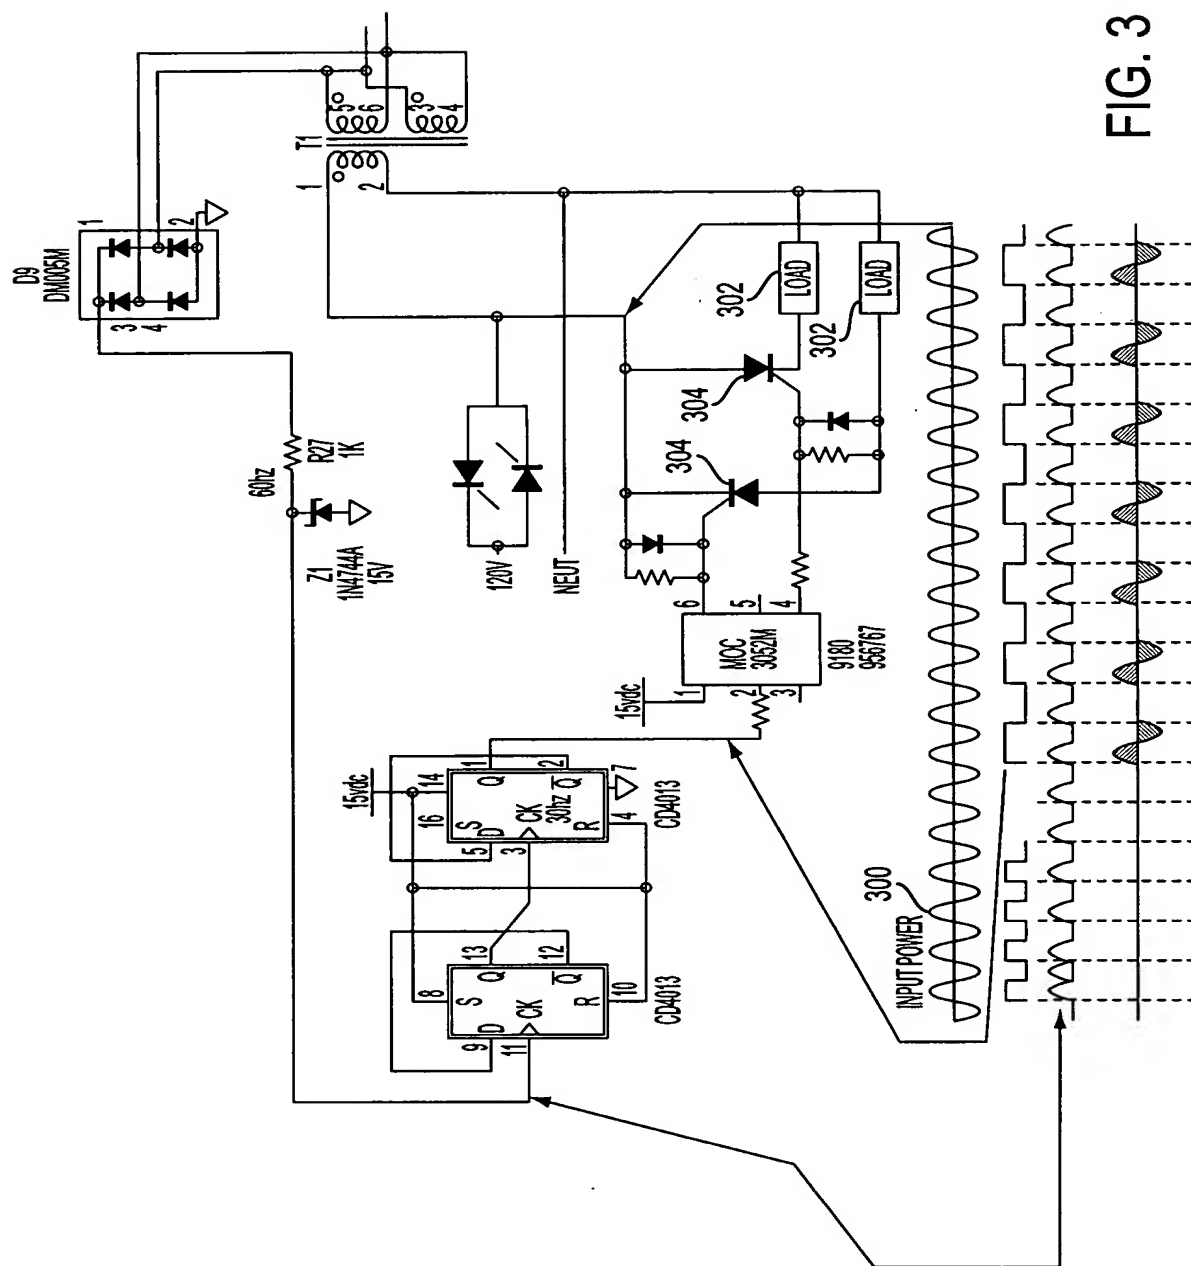 FIG. 3
D9
DM005M
1
2
3
4
T1
1
2
5
6
3
4
60hz
R27
1K
Z1
1N4744A
15V
120V
NEUT
302
LOAD
302
LOAD
304
304
15vdc
MOC
3052M
1
2
3
6
5
4
9180
956767
15vdc
16
14
S
D
5
CK
3
30hz
Q
1
Q
2
R
4
7
CD4013
8
S
9
D
CK
11
Q
13
Q
12
R
10
CD4013
INPUT POWER
300